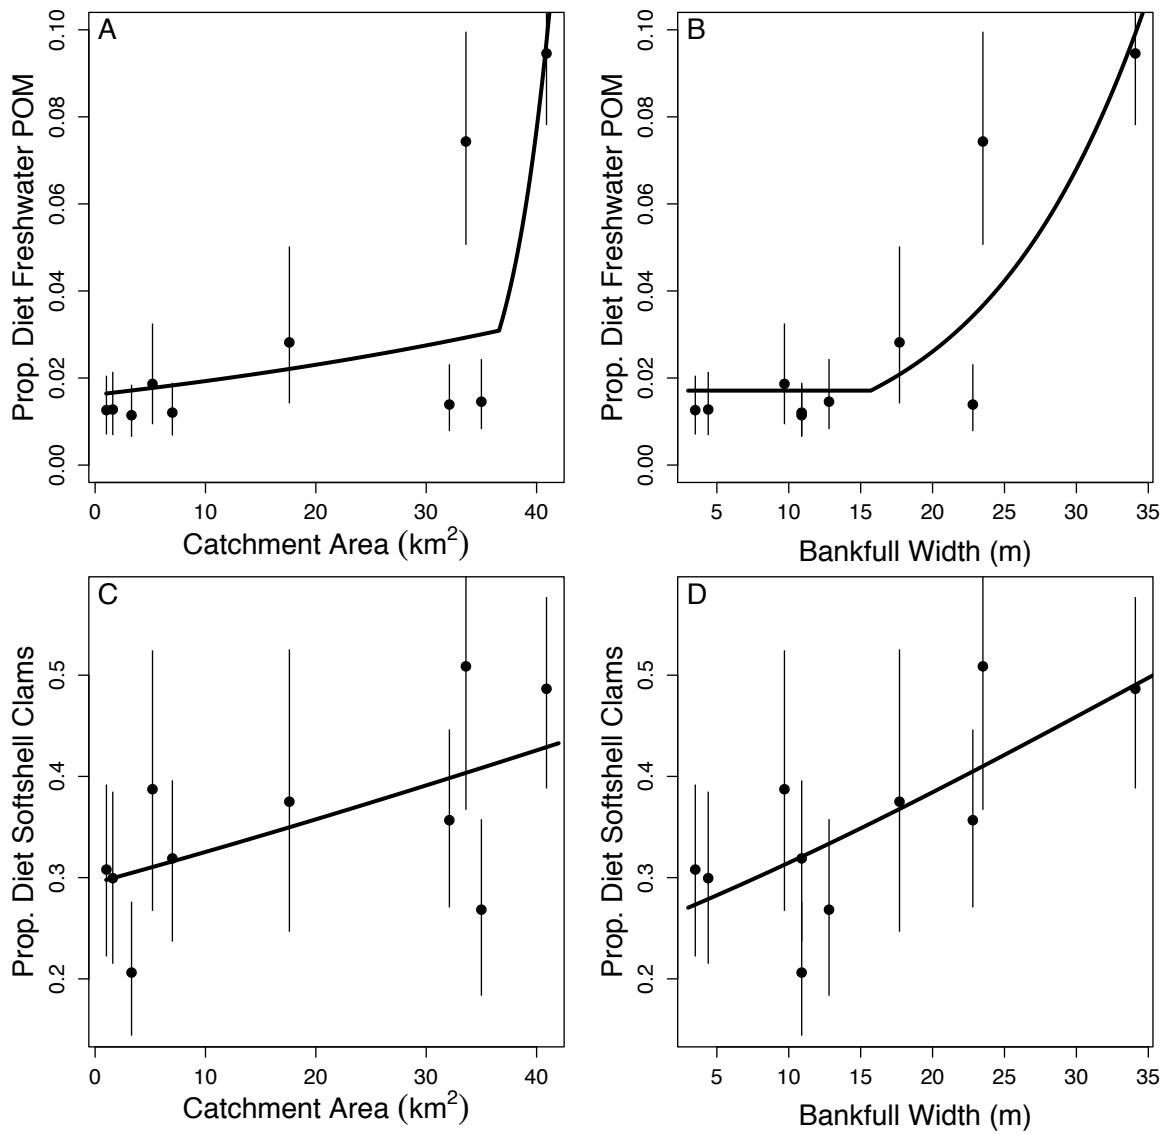 A
Prop. Diet Freshwater POM
0.00 0.02 0.04 0.06 0.08 0.10
0 10 20 30 40
Catchment Area (km²)
B
Prop. Diet Freshwater POM
0.00 0.02 0.04 0.06 0.08 0.10
5 10 15 20 25 30 35
Bankfull Width (m)
C
Prop. Diet Softshell Clams
0.2 0.3 0.4 0.5
0 10 20 30 40
Catchment Area (km²)
D
Prop. Diet Softshell Clams
0.2 0.3 0.4 0.5
5 10 15 20 25 30 35
Bankfull Width (m)